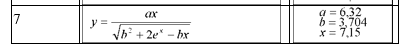 7
y = ax / √(b² + 2eˣ − bx)
a = 6,32
b = 3,704
x = 7,15